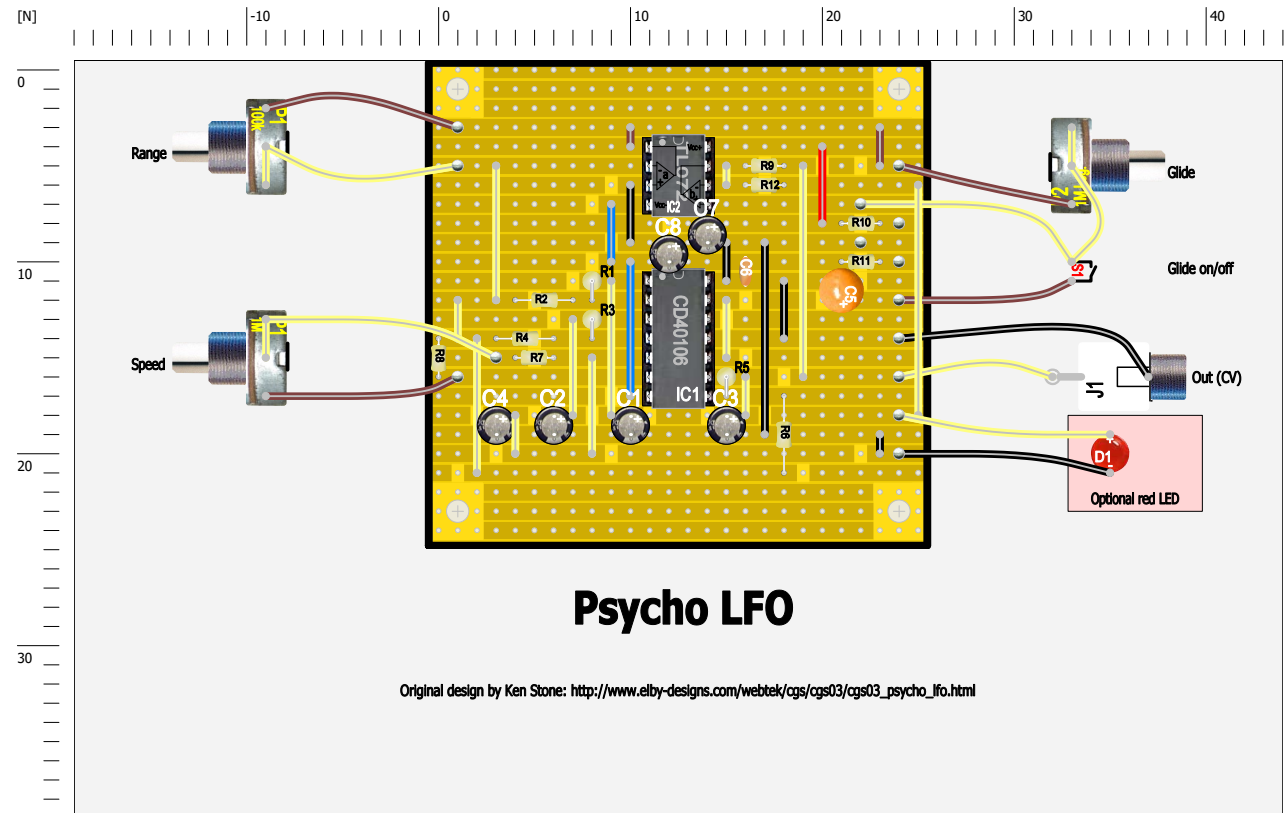 [N]
-10 0 10 20 30 40
0
10
20
30
P1
100k
Range
P1
1M
Speed
TL072
Vcc+
a
b
Vcc-
IC2
C7
C8
R9
R12
R10
R11
C6
C5
+
R1
R2
R3
R4
R7
R8
CD40106
IC1
R5
R6
C4
C2
C1
C3
1M
Glide
S1
Glide on/off
J1
Out (CV)
+
D1
-
Optional red LED
Psycho LFO
Original design by Ken Stone: http://www.elby-designs.com/webtek/cgs/cgs03/cgs03_psycho_lfo.html